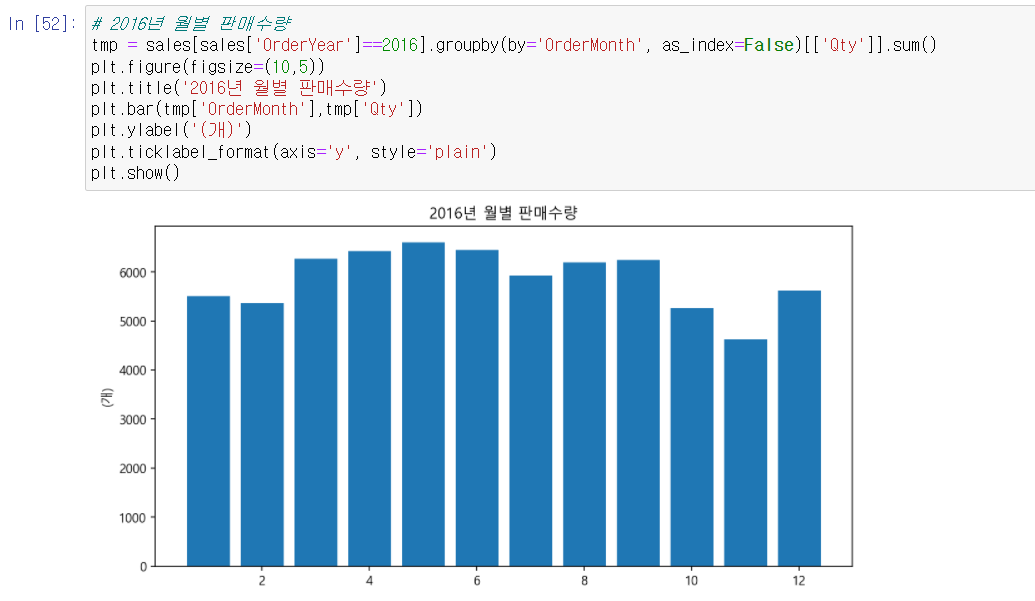 In [52]: # 2016년 월별 판매수량
tmp = sales[sales['OrderYear']==2016].groupby(by='OrderMonth', as_index=False)[['Qty']].sum()
plt.figure(figsize=(10,5))
plt.title('2016년 월별 판매수량')
plt.bar(tmp['OrderMonth'],tmp['Qty'])
plt.ylabel('(개)')
plt.ticklabel_format(axis='y', style='plain')
plt.show()
2016년 월별 판매수량
6000
5000
4000
(개)
3000
2000
1000
0
2 4 6 8 10 12